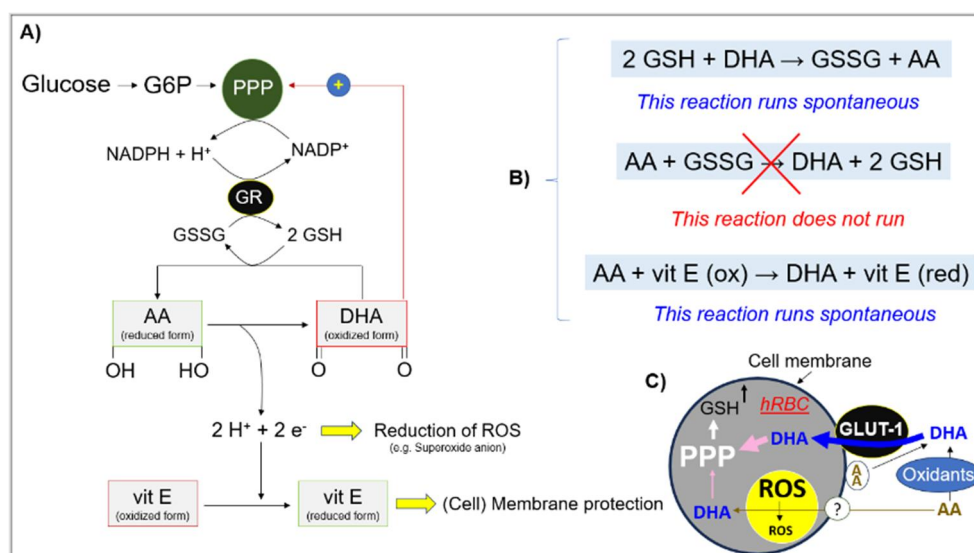 A)
Glucose → G6P → PPP
+
NADPH + H⁺
NADP⁺
GR
GSSG
2 GSH
AA
(reduced form)
DHA
(oxidized form)
OH
HO
O
O
2 H⁺ + 2 e⁻
Reduction of ROS
(e.g. Superoxido anion)
vit E
(oxidized form)
vit E
(reduced form)
(Cell) Membrane protection
B)
2 GSH + DHA → GSSG + AA
This reaction runs spontaneous
AA + GSSG → DHA + 2 GSH
This reaction does not run
AA + vit E (ox) → DHA + vit E (red)
This reaction runs spontaneous
C)
Cell membrane
GSH
hRBC
GLUT-1
DHA
DHA
PPP
AA
Oxidants
ROS
ROS
DHA
?
AA